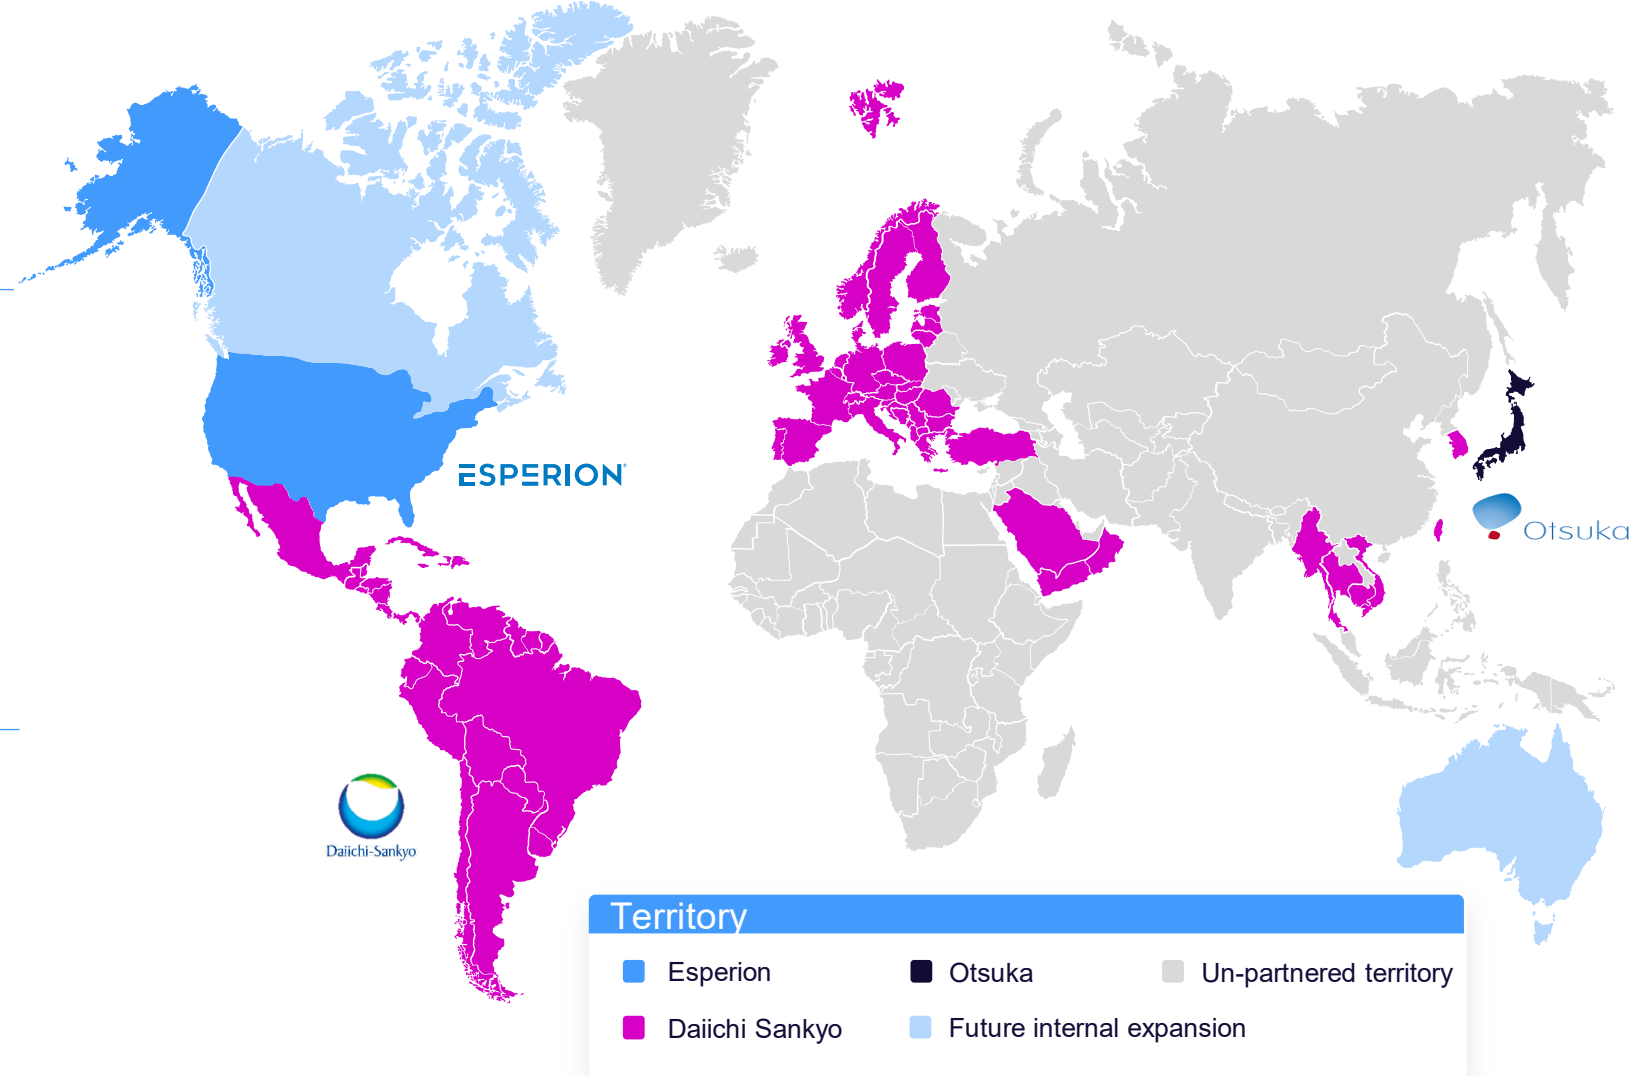 ESPERION
Otsuka
Daiichi-Sankyo
Territory
Esperion
Otsuka
Un-partnered territory
Daiichi Sankyo
Future internal expansion